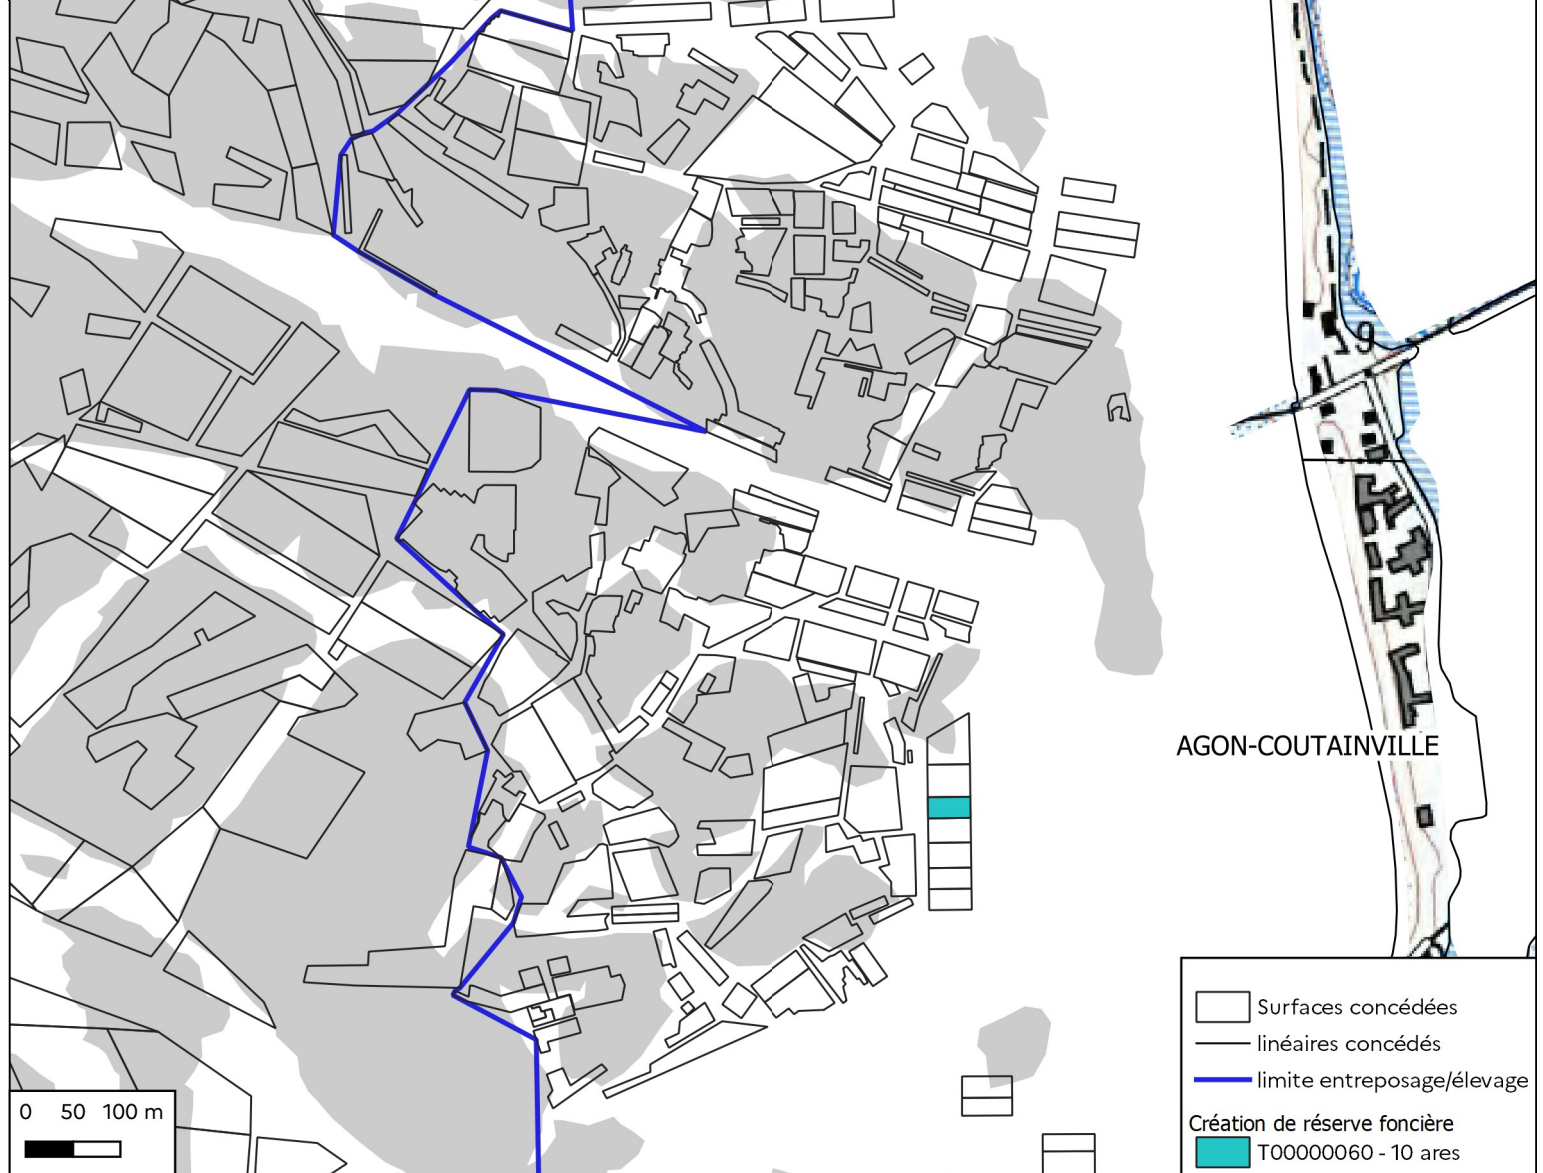 9
AGON-COUTAINVILLE
Surfaces concédées
linéaires concédés
limite entreposage/élevage
Création de réserve foncière
T00000060 - 10 ares
0 50 100 m